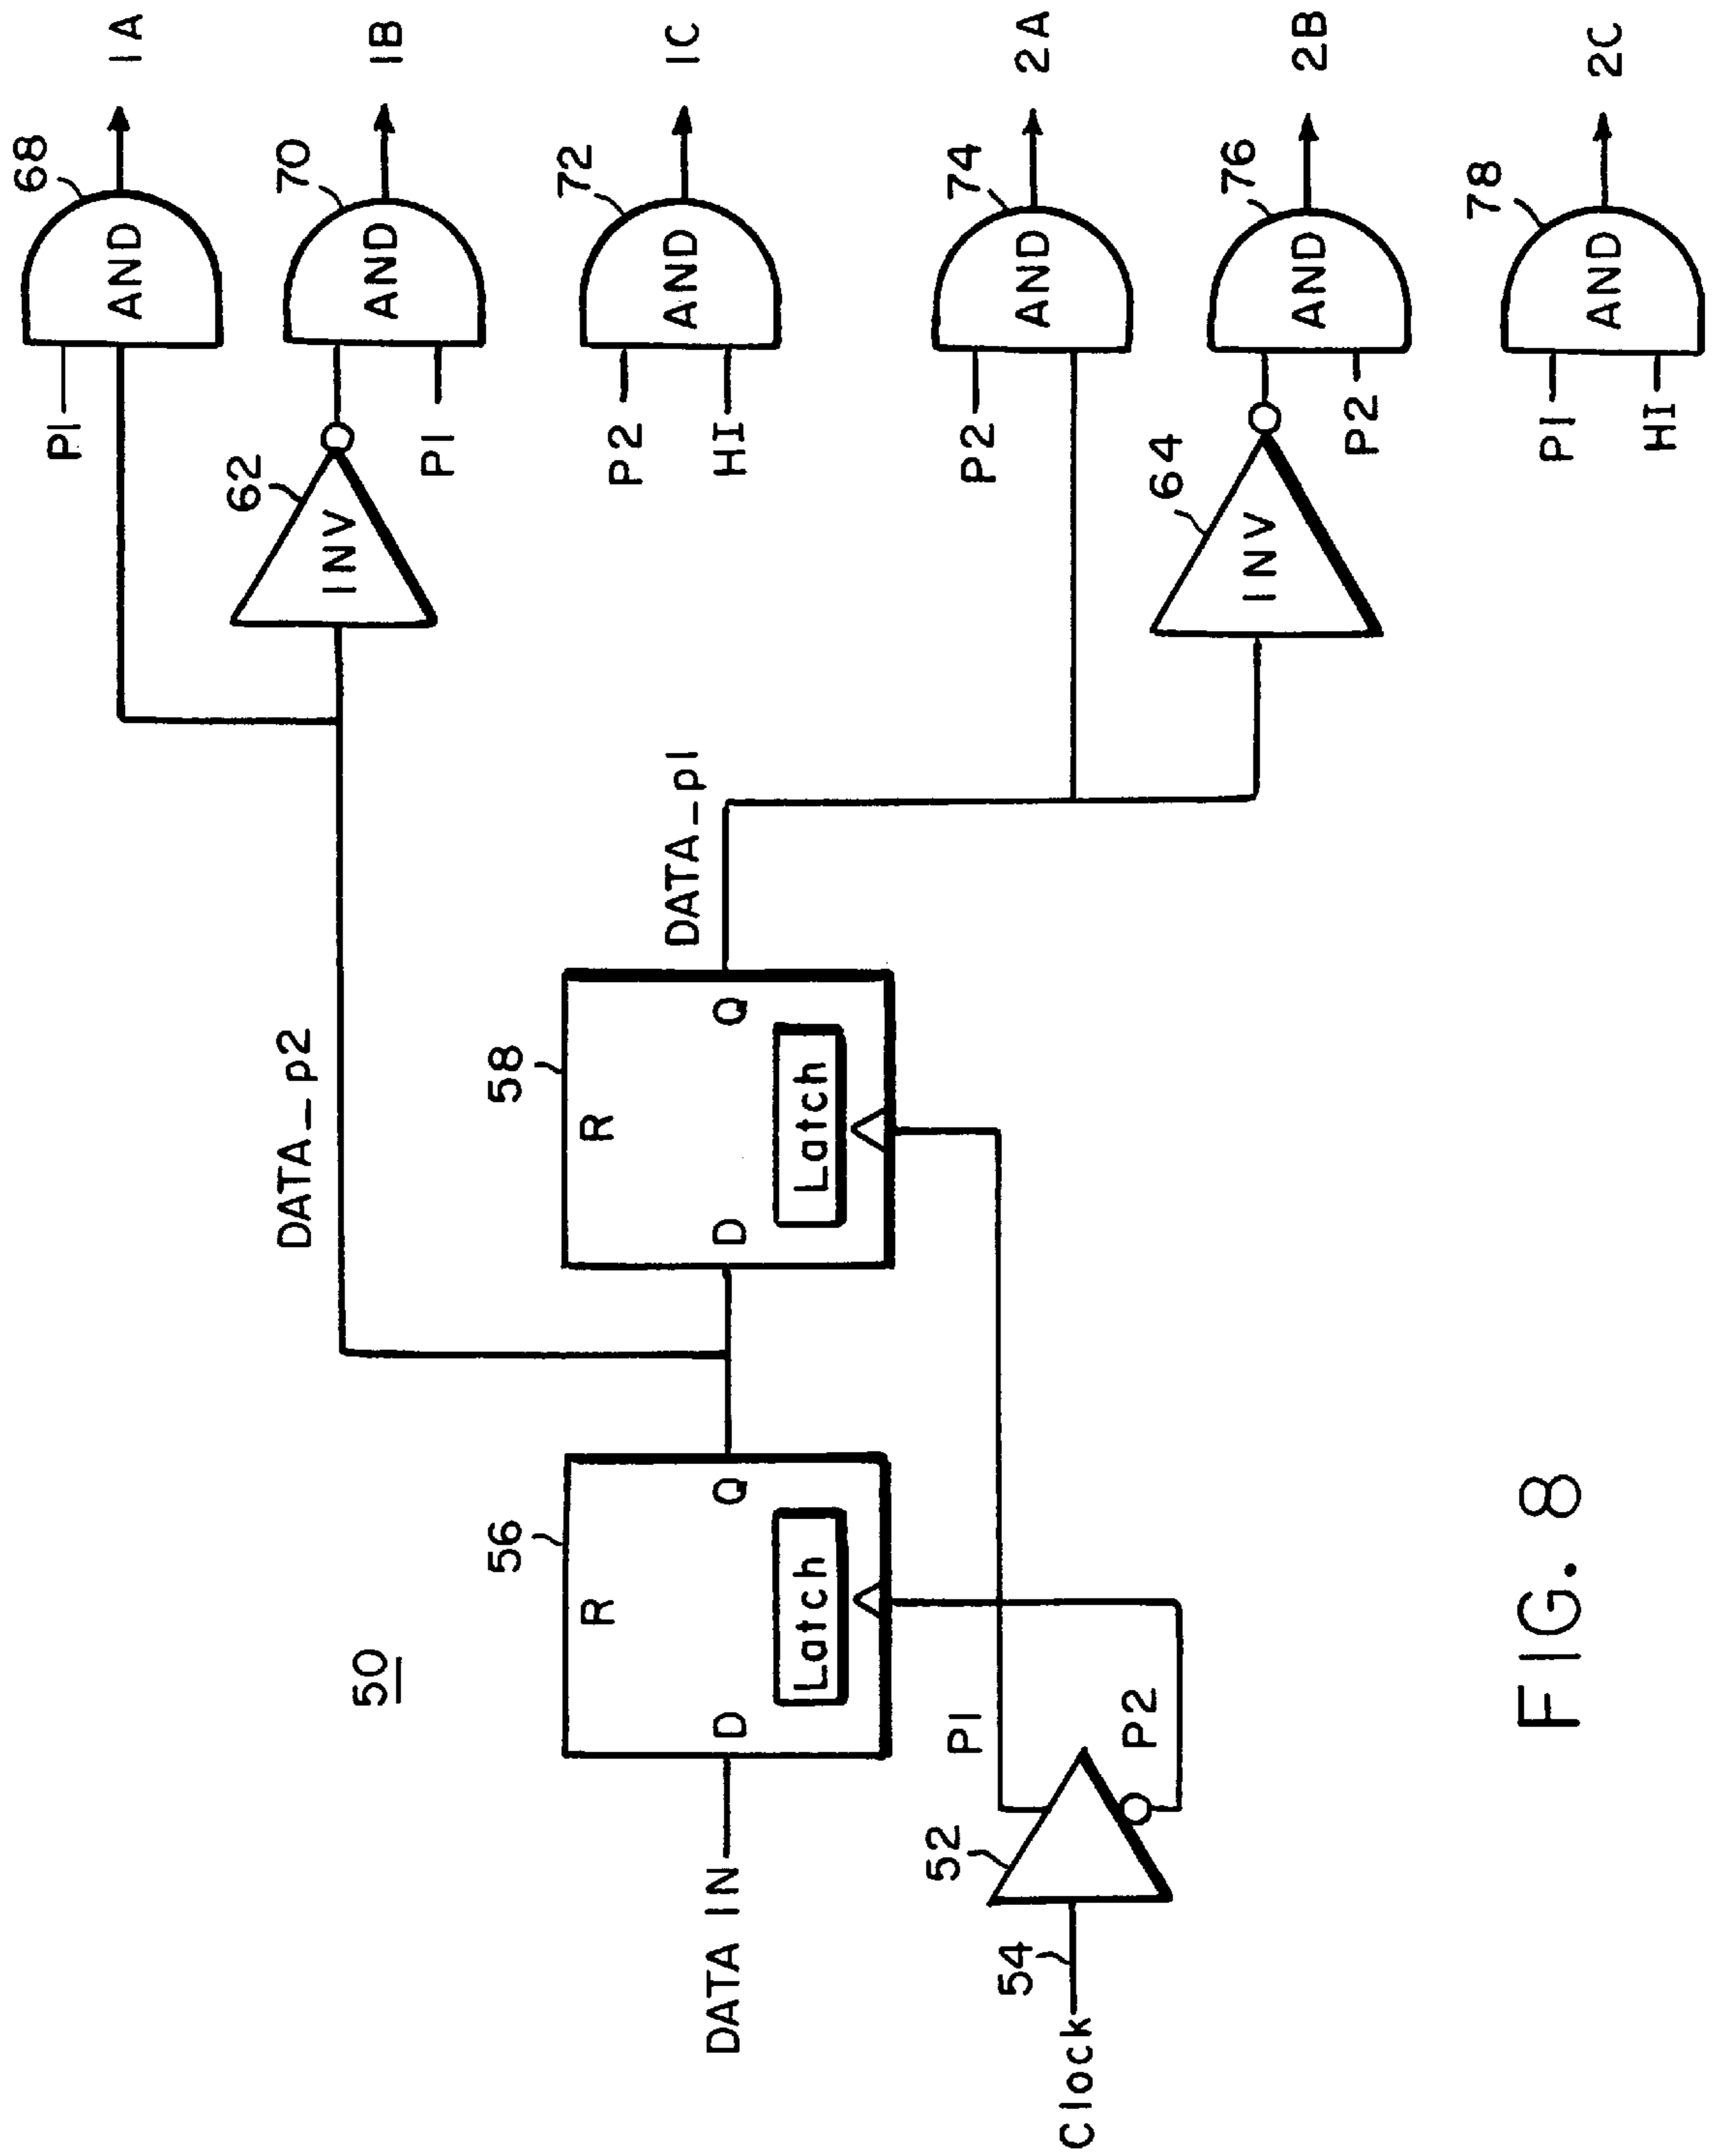 68
1A
P1
AND
70
1B
62
INV
AND
P1
72
1C
P2
AND
HI
DATA_p2
50
56
R
D
Q
Latch
58
R
D
Q
Latch
DATA IN
DATA_p1
74
2A
P2
AND
64
INV
76
2B
AND
P2
78
2C
P1
AND
HI
52
P1
P2
54
Clock
FIG. 8